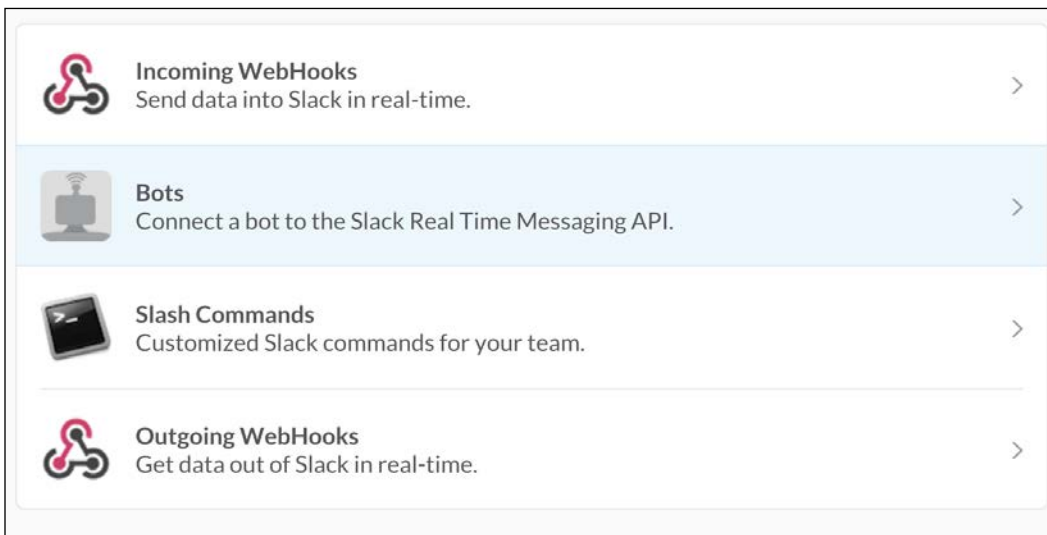 Incoming WebHooks
Send data into Slack in real-time.
Bots
Connect a bot to the Slack Real Time Messaging API.
>_
Slash Commands
Customized Slack commands for your team.
Outgoing WebHooks
Get data out of Slack in real-time.